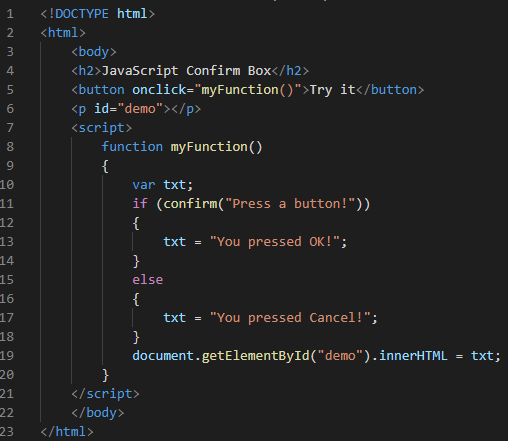 1 <!DOCTYPE html>
2 <html>
3     <body>
4     <h2>JavaScript Confirm Box</h2>
5     <button onclick="myFunction()">Try it</button>
6     <p id="demo"></p>
7     <script>
8         function myFunction()
9         {
10             var txt;
11             if (confirm("Press a button!"))
12             {
13                 txt = "You pressed OK!";
14             }
15             else
16             {
17                 txt = "You pressed Cancel!";
18             }
19             document.getElementById("demo").innerHTML = txt;
20         }
21     </script>
22     </body>
23 </html>